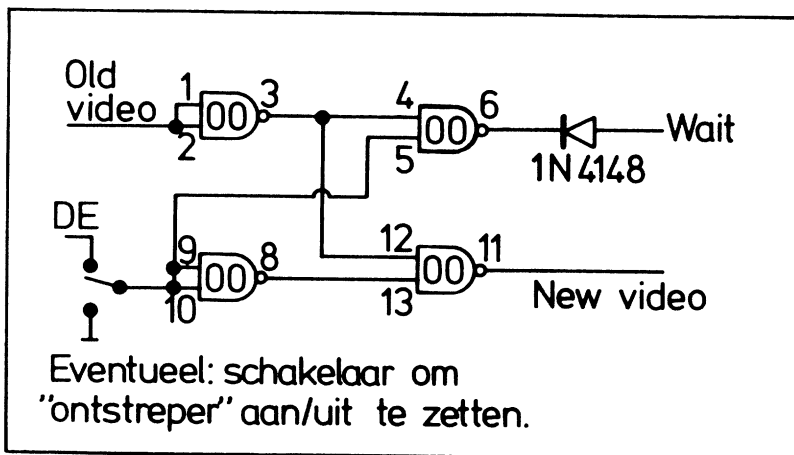 Old
video
1
2
00
3
4
5
00
6
1N4148
Wait
DE
9
10
00
8
12
13
00
11
New video
Eventueel: schakelaar om
"ontstreper" aan/uit te zetten.